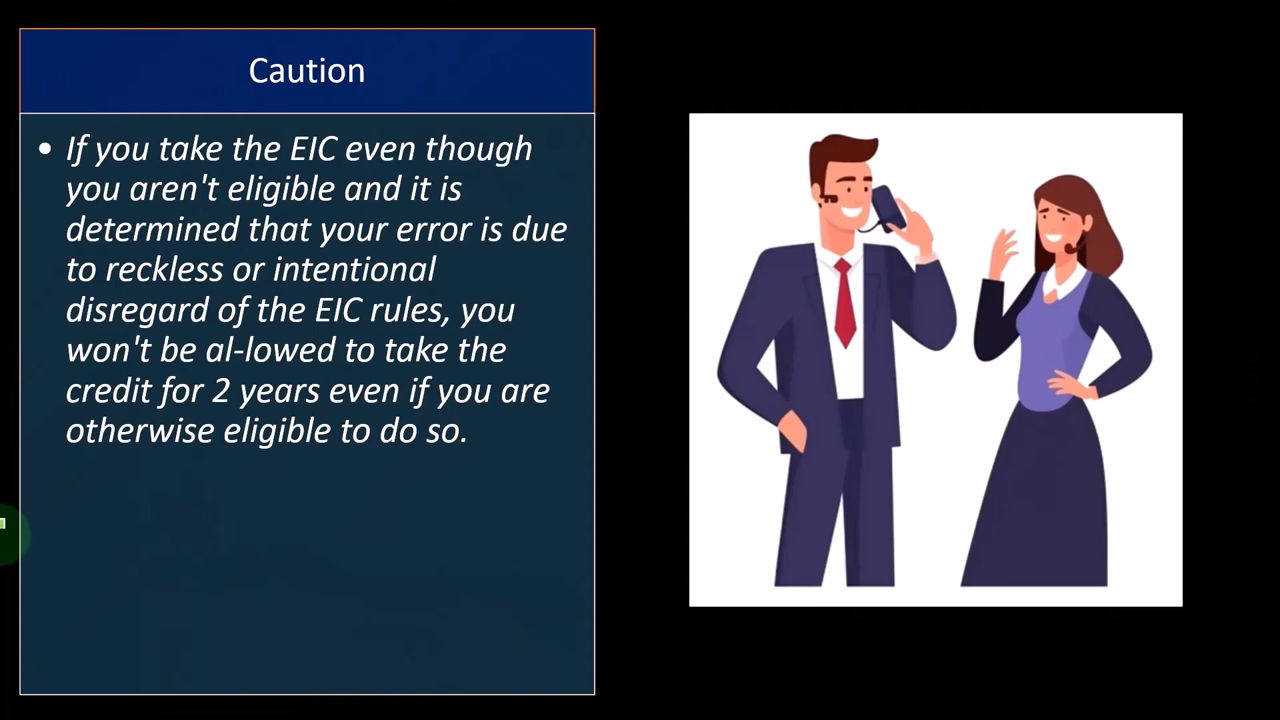 Caution
• If you take the EIC even though
you aren't eligible and it is
determined that your error is due
to reckless or intentional
disregard of the EIC rules, you
won't be al-lowed to take the
credit for 2 years even if you are
otherwise eligible to do so.